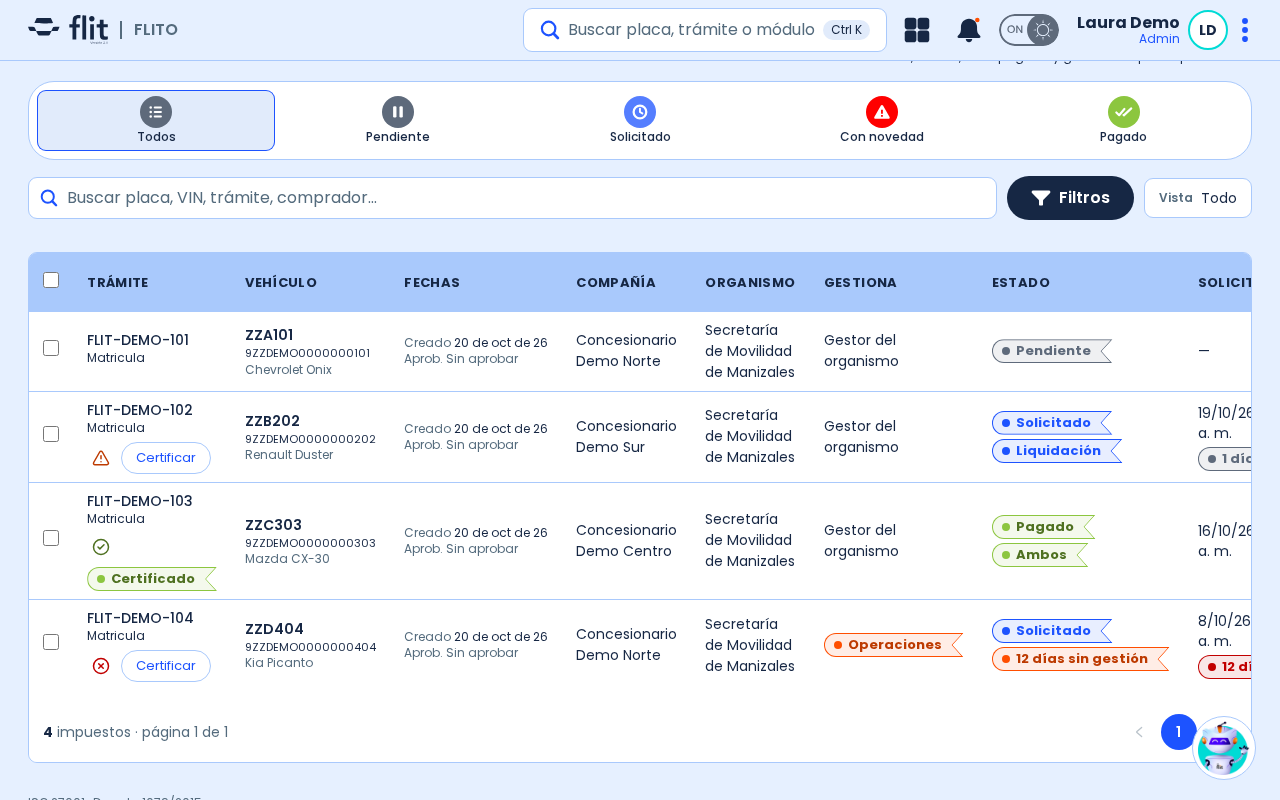 flit | FLITO
Buscar placa, trámite o módulo Ctrl K
ON
Laura Demo
Admin
LD
Todos
Pendiente
Solicitado
Con novedad
Pagado
Buscar placa, VIN, trámite, comprador...
Filtros
Vista Todo
TRÁMITE VEHÍCULO FECHAS COMPAÑÍA ORGANISMO GESTIONA ESTADO SOLICIT
FLIT-DEMO-101
Matricula
ZZA101
9ZZDEMO0000000101
Chevrolet Onix
Creado 20 de oct de 26
Aprob. Sin aprobar
Concesionario
Demo Norte
Secretaría
de Movilidad
de Manizales
Gestor del
organismo
Pendiente
—
FLIT-DEMO-102
Matricula
Certificar
ZZB202
9ZZDEMO0000000202
Renault Duster
Creado 20 de oct de 26
Aprob. Sin aprobar
Concesionario
Demo Sur
Secretaría
de Movilidad
de Manizales
Gestor del
organismo
Solicitado
Liquidación
19/10/26
a. m.
1 día
FLIT-DEMO-103
Matricula
Certificado
ZZC303
9ZZDEMO0000000303
Mazda CX-30
Creado 20 de oct de 26
Aprob. Sin aprobar
Concesionario
Demo Centro
Secretaría
de Movilidad
de Manizales
Gestor del
organismo
Pagado
Ambos
16/10/26
a. m.
FLIT-DEMO-104
Matricula
Certificar
ZZD404
9ZZDEMO0000000404
Kia Picanto
Creado 20 de oct de 26
Aprob. Sin aprobar
Concesionario
Demo Norte
Secretaría
de Movilidad
de Manizales
Operaciones
Solicitado
12 días sin gestión
8/10/26
a. m.
12 dí
4 impuestos · página 1 de 1
1